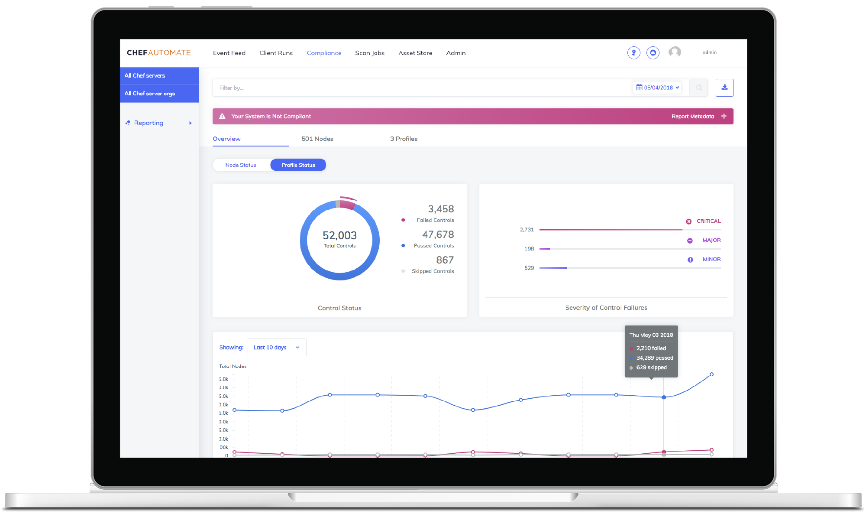 CHEFAUTOMATE
Event Feed Client Runs Compliance Scan Jobs Asset Store Admin
admin
All Chef servers
All Chef server orgs
Reporting
Filter by...
05/04/2018
Your System is Not Compliant
Report Metadata +
Overview 501 Nodes 3 Profiles
Node Status Profile Status
52,003
Total Controls
3,458
Failed Controls
47,678
Passed Controls
867
Skipped Controls
Control Status
CRITICAL
2,731
MAJOR
198
MINOR
529
Severity of Control Failures
Showing: Last 10 days
Thu May 03 2018
2,210 failed
34,289 passed
629 skipped
Total Nodes